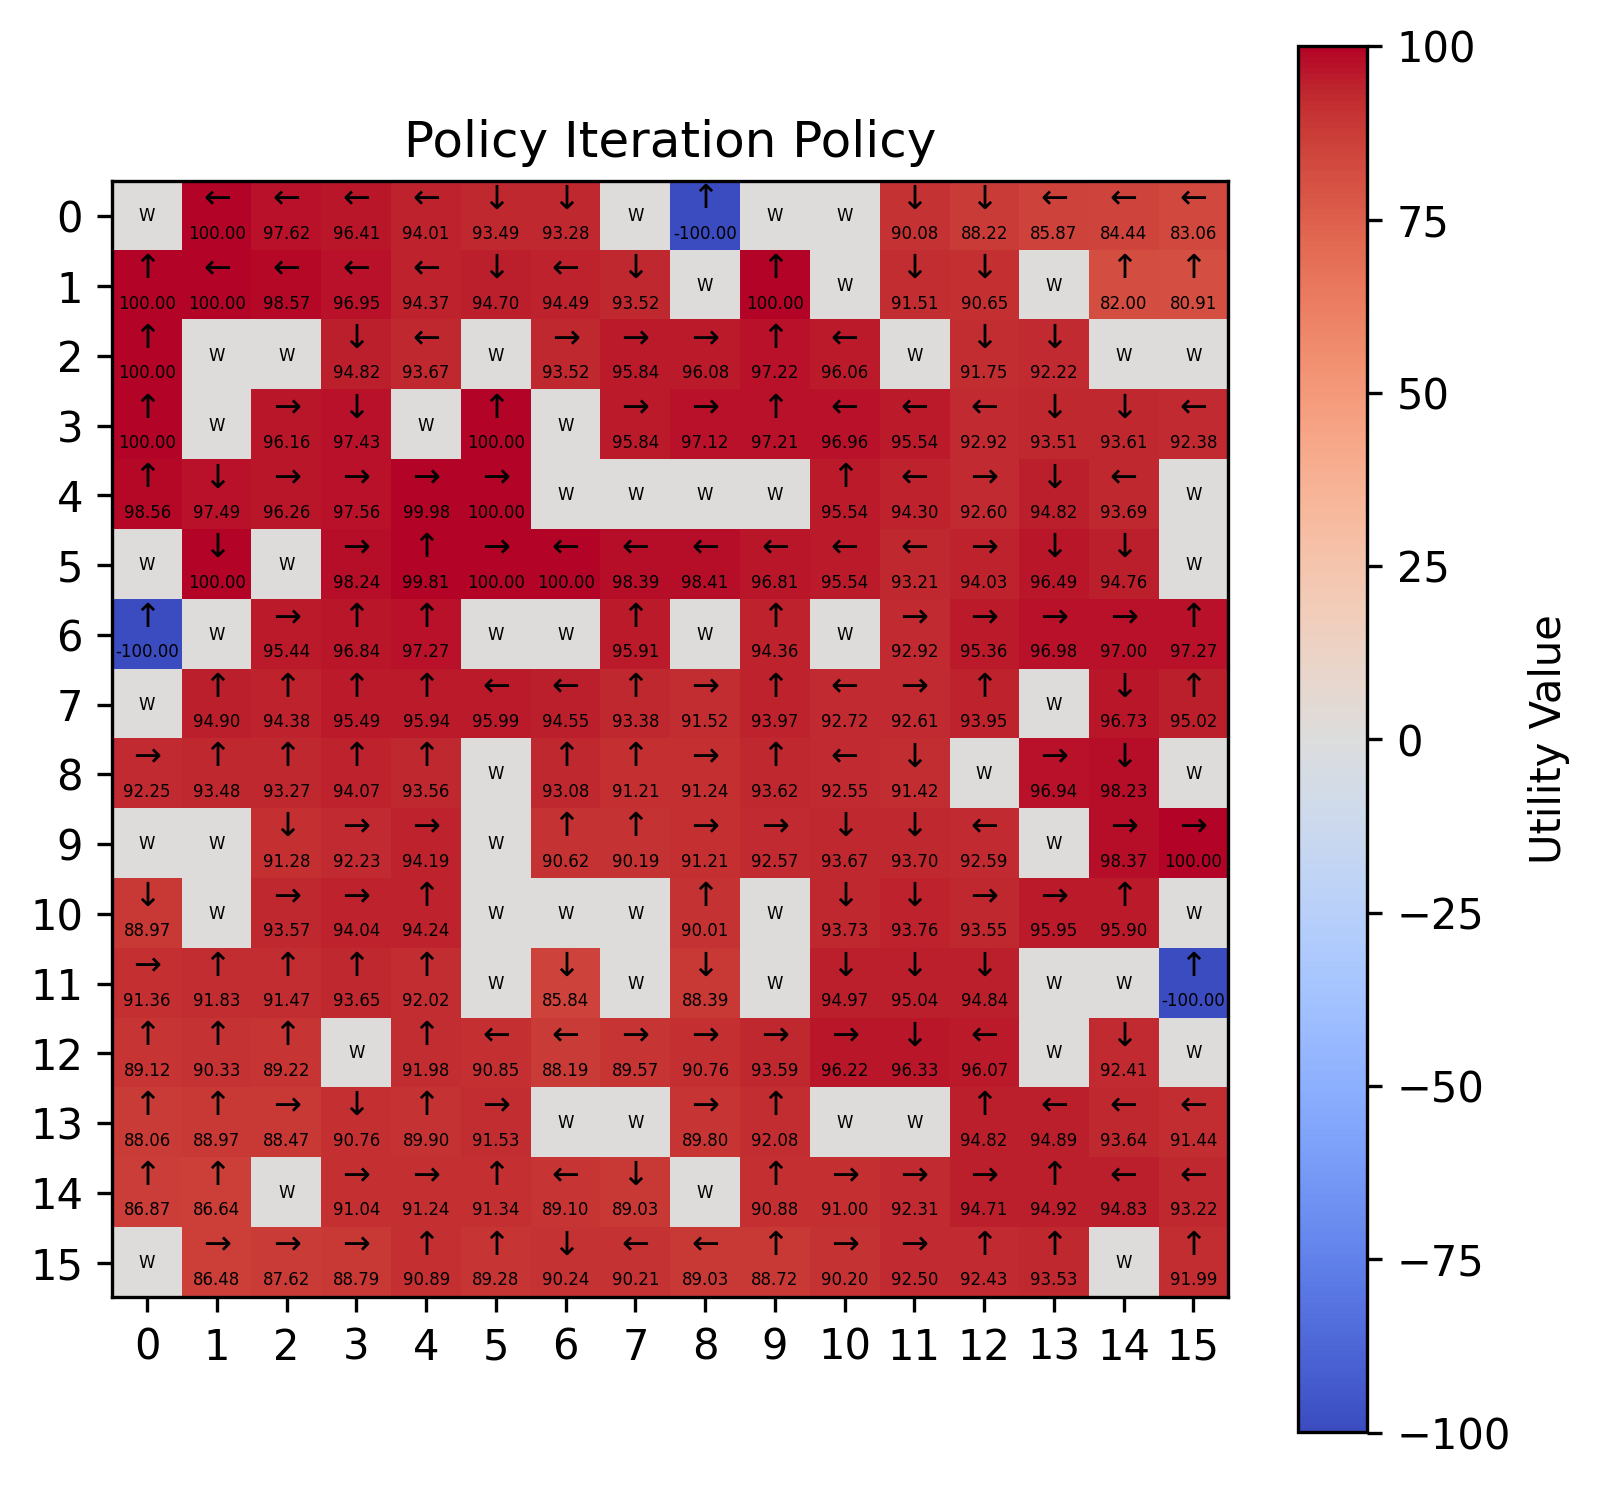 Policy Iteration Policy
0 W ← ← ← ← ↓ ↓ W ↑ W W ↓ ↓ ← ← ←
100.00 97.62 96.41 94.01 93.49 93.28 -100.00 90.08 88.22 85.87 84.44 83.06
1 ↑ ← ← ← ← ↓ ← ↓ W ↑ W ↓ ↓ W ↑ ↑
100.00 100.00 98.57 96.95 94.37 94.70 94.49 93.52 100.00 91.51 90.65 82.00 80.91
2 ↑ W W ↓ ← W → → → ↑ ← W ↓ ↓ W W
100.00 94.82 93.67 93.52 95.84 96.08 97.22 96.06 91.75 92.22
3 ↑ W → ↓ W ↑ W → → ↑ ← ← ← ↓ ↓ ←
100.00 96.16 97.43 100.00 95.84 97.12 97.21 96.96 95.54 92.92 93.51 93.61 92.38
4 ↑ ↓ → → → → W W W W ↑ ← → ↓ ← W
98.56 97.49 96.26 97.56 99.98 100.00 95.54 94.30 92.60 94.82 93.69
5 W ↓ W → ↑ → ← ← ← ← ← ← → ↓ ↓ W
100.00 98.24 99.81 100.00 100.00 98.39 98.41 96.81 95.54 93.21 94.03 96.49 94.76
6 ↑ W → ↑ ↑ W W ↑ W ↑ W → → → → ↑
-100.00 95.44 96.84 97.27 95.91 94.36 92.92 95.36 96.98 97.00 97.27
7 W ↑ ↑ ↑ ↑ ← ← ↑ → ↑ ← → ↑ W ↓ ↑
94.90 94.38 95.49 95.94 95.99 94.55 93.38 91.52 93.97 92.72 92.61 93.95 96.73 95.02
8 → ↑ ↑ ↑ ↑ W ↑ ↑ → ↑ ← ↓ W → ↓ W
92.25 93.48 93.27 94.07 93.56 93.08 91.21 91.24 93.62 92.55 91.42 96.94 98.23
9 W W ↓ → → W ↑ ↑ → → ↓ ↓ ← W → →
91.28 92.23 94.19 90.62 90.19 91.21 92.57 93.67 93.70 92.59 98.37 100.00
10 ↓ W → → ↑ W W W ↑ W ↓ ↓ → → ↑ W
88.97 93.57 94.04 94.24 90.01 93.73 93.76 93.55 95.95 95.90
11 → ↑ ↑ ↑ ↑ W ↓ W ↓ W ↓ ↓ ↓ W W ↑
91.36 91.83 91.47 93.65 92.02 85.84 88.39 94.97 95.04 94.84 -100.00
12 ↑ ↑ ↑ W ↑ ← ← → → → → ↓ ← W ↓ W
89.12 90.33 89.22 91.98 90.85 88.19 89.57 90.76 93.59 96.22 96.33 96.07 92.41
13 ↑ ↑ → ↓ ↑ → W W → ↑ W W ↑ ← ← ←
88.06 88.97 88.47 90.76 89.90 91.53 89.80 92.08 94.82 94.89 93.64 91.44
14 ↑ ↑ W → → ↑ ← ↓ W ↑ → → → ↑ ← ←
86.87 86.64 91.04 91.24 91.34 89.10 89.03 90.88 91.00 92.31 94.71 94.92 94.83 93.22
15 W → → → ↑ ↑ ↓ ← ← ↑ → → ↑ ↑ W ↑
86.48 87.62 88.79 90.89 89.28 90.24 90.21 89.03 88.72 90.20 92.50 92.43 93.53 91.99
0 1 2 3 4 5 6 7 8 9 10 11 12 13 14 15
100
75
50
25
0
−25
−50
−75
−100
Utility Value